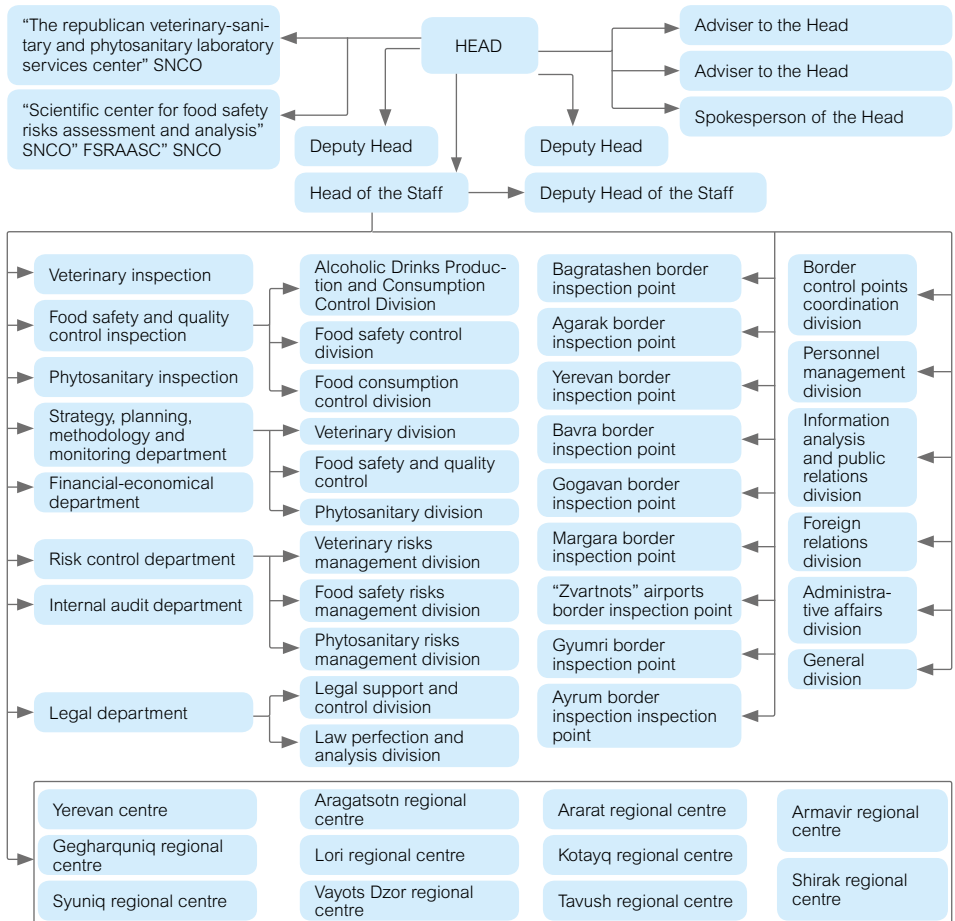 “The republican veterinary-sani-
tary and phytosanitary laboratory
services center” SNCO
“Scientific center for food safety
risks assessment and analysis”
SNCO” FSRAASC” SNCO
HEAD
Adviser to the Head
Adviser to the Head
Spokesperson of the Head
Deputy Head
Deputy Head
Head of the Staff
Deputy Head of the Staff
Veterinary inspection
Food safety and quality
control inspection
Phytosanitary inspection
Strategy, planning,
methodology and
monitoring department
Financial-economical
department
Risk control department
Internal audit department
Legal department
Alcoholic Drinks Produc-
tion and Consumption
Control Division
Food safety control
division
Food consumption
control division
Veterinary division
Food safety and quality
control
Phytosanitary division
Veterinary risks
management division
Food safety risks
management division
Phytosanitary risks
management division
Legal support and
control division
Law perfection and
analysis division
Bagratashen border
inspection point
Agarak border
inspection point
Yerevan border
inspection point
Bavra border
inspection point
Gogavan border
inspection point
Margara border
inspection point
“Zvartnots” airports
border inspection point
Gyumri border
inspection point
Ayrum border
inspection inspection
point
Border
control points
coordination
division
Personnel
management
division
Information
analysis
and public
relations division
Foreign
relations
division
Administra-
tive affairs
division
General
division
Yerevan centre
Gegharquniq regional
centre
Syuniq regional centre
Aragatsotn regional
centre
Lori regional centre
Vayots Dzor regional
centre
Ararat regional centre
Kotayq regional centre
Tavush regional centre
Armavir regional
centre
Shirak regional
centre